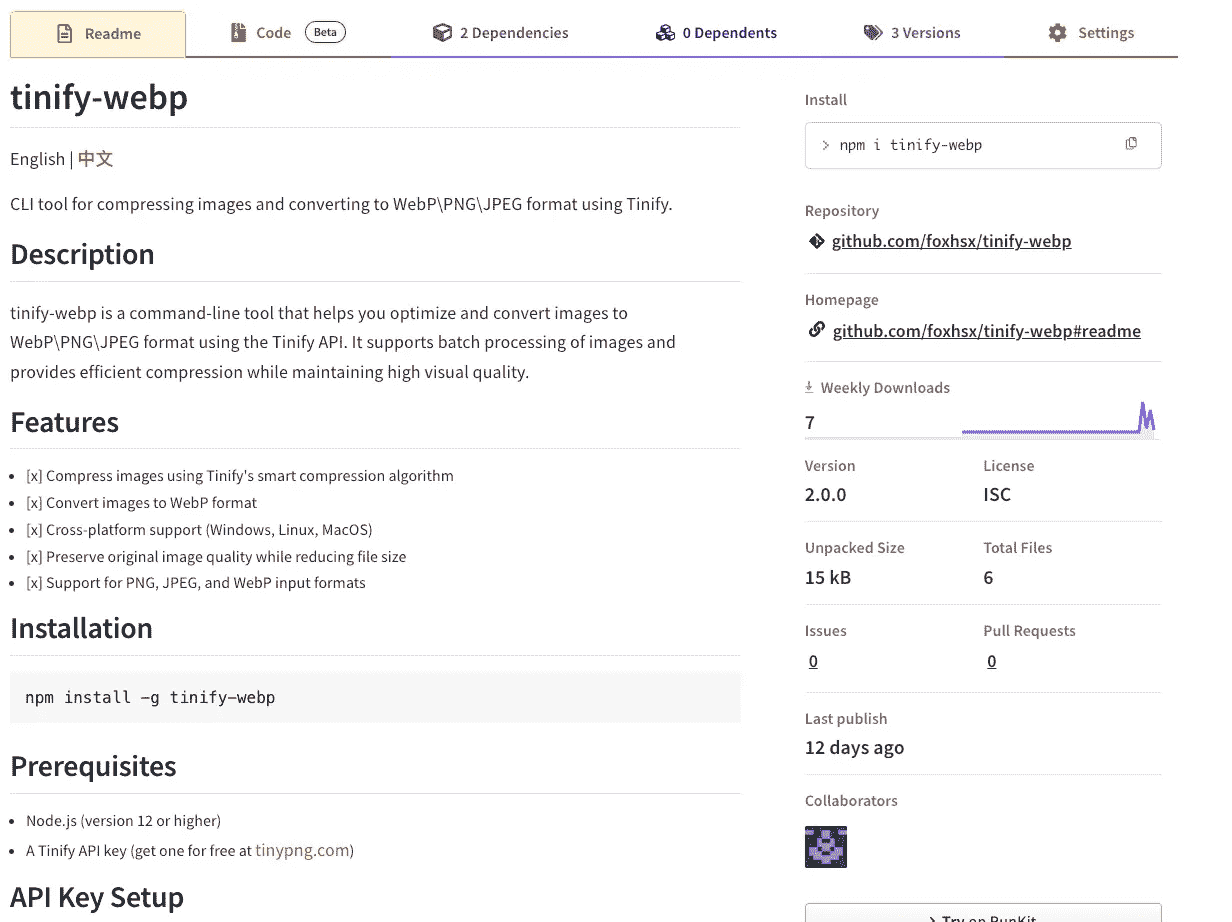 Readme
Code
Beta
2 Dependencies
0 Dependents
3 Versions
Settings
tinify-webp
English | 中文
CLI tool for compressing images and converting to WebP\PNG\JPEG format using Tinify.
Description
tinify-webp is a command-line tool that helps you optimize and convert images to
WebP\PNG\JPEG format using the Tinify API. It supports batch processing of images and
provides efficient compression while maintaining high visual quality.
Features
• [x] Compress images using Tinify's smart compression algorithm
• [x] Convert images to WebP format
• [x] Cross-platform support (Windows, Linux, MacOS)
• [x] Preserve original image quality while reducing file size
• [x] Support for PNG, JPEG, and WebP input formats
Installation
npm install -g tinify-webp
Prerequisites
• Node.js (version 12 or higher)
• A Tinify API key (get one for free at tinypng.com)
API Key Setup
Install
> npm i tinify-webp
Repository
github.com/foxhsx/tinify-webp
Homepage
github.com/foxhsx/tinify-webp#readme
Weekly Downloads
7
Version
License
2.0.0
ISC
Unpacked Size
Total Files
15 kB
6
Issues
Pull Requests
0
0
Last publish
12 days ago
Collaborators
> Try on RunKit